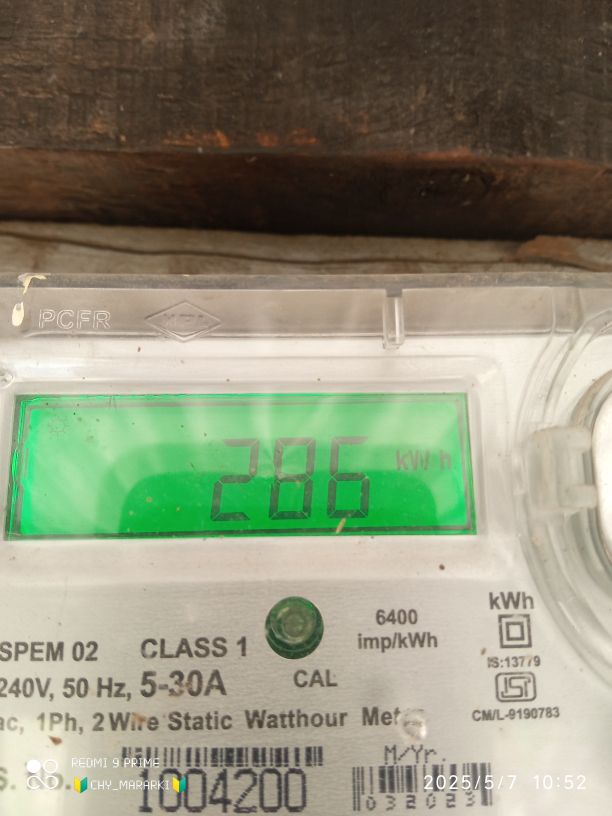 PCFR
286 kWh
SPEM 02 CLASS 1
6400 imp/kWh
kWh
240V, 50 Hz, 5-30A
CAL
IS:13779
ISI
CM/L-9190783
ac, 1Ph, 2 Wire Static Watthour
M/Yr.
032023
REDMI 9 PRIME
CHY_MARARKI
2025/5/7 10:52